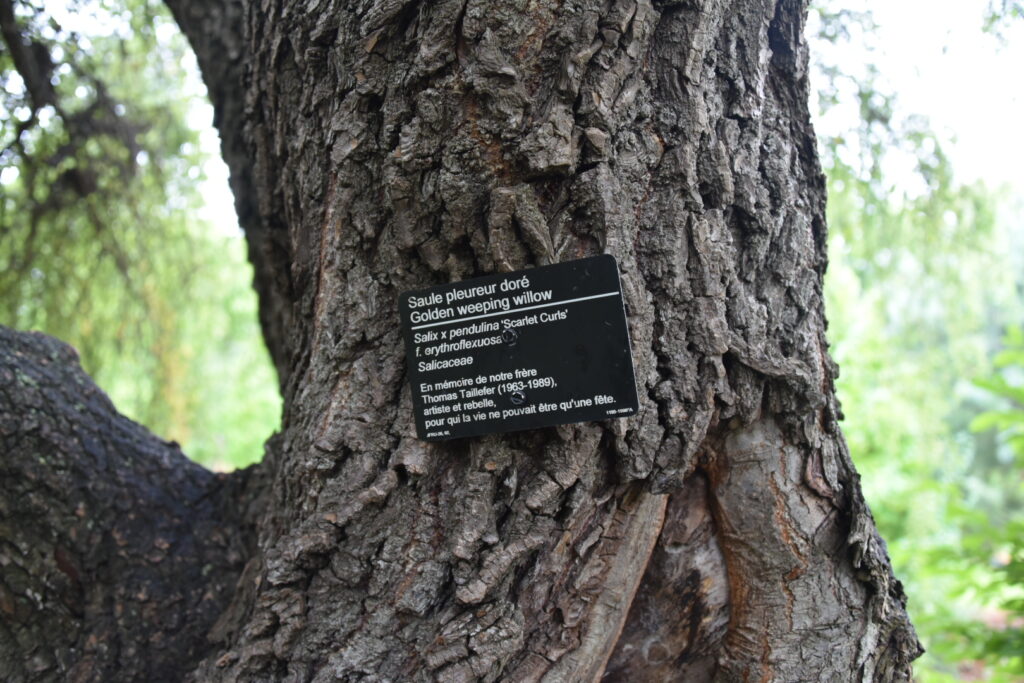 Saule pleureur doré
Golden weeping willow
Salix x pendulina 'Scarlet Curls'
f. erythroflexuosa
Salicaceae
En mémoire de notre frère
Thomas Taillefer (1963-1989),
artiste et rebelle,
pour qui la vie ne pouvait être qu'une fête.